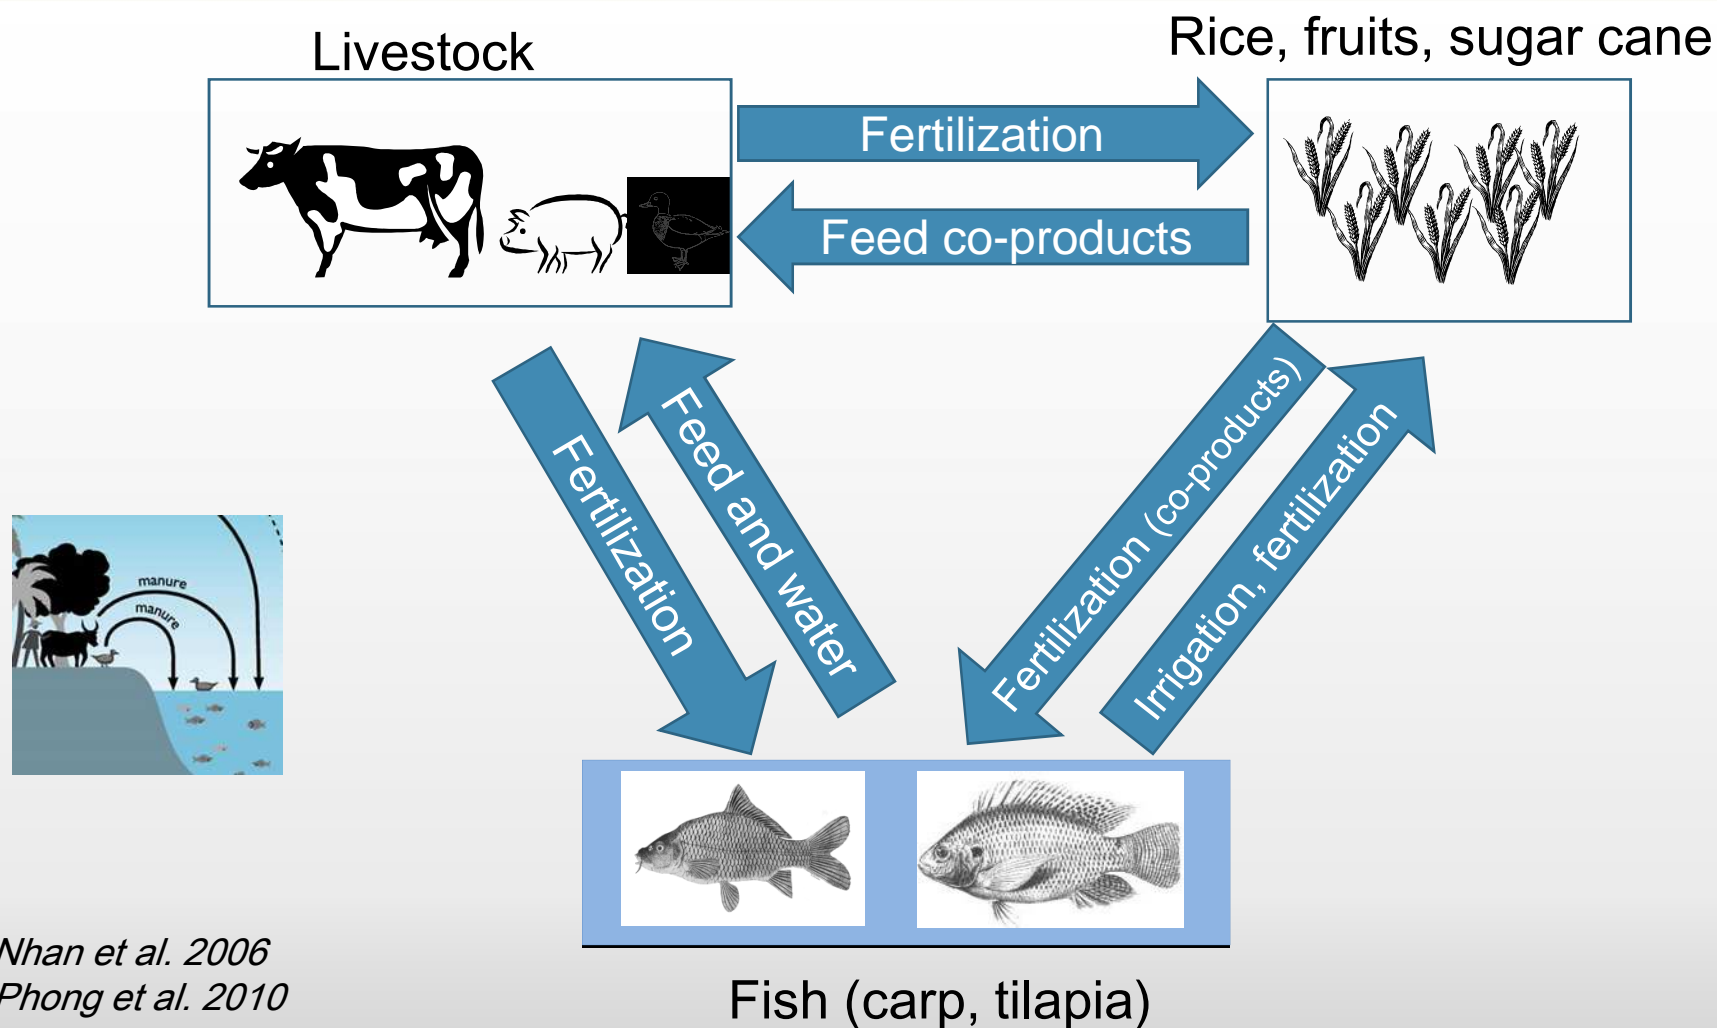 Livestock
Rice, fruits, sugar cane
Fertilization
Feed co-products
Fertilization
Feed and water
Fertilization (co-products)
Irrigation, fertilization
manure
manure
Nhan et al. 2006
Phong et al. 2010
Fish (carp, tilapia)